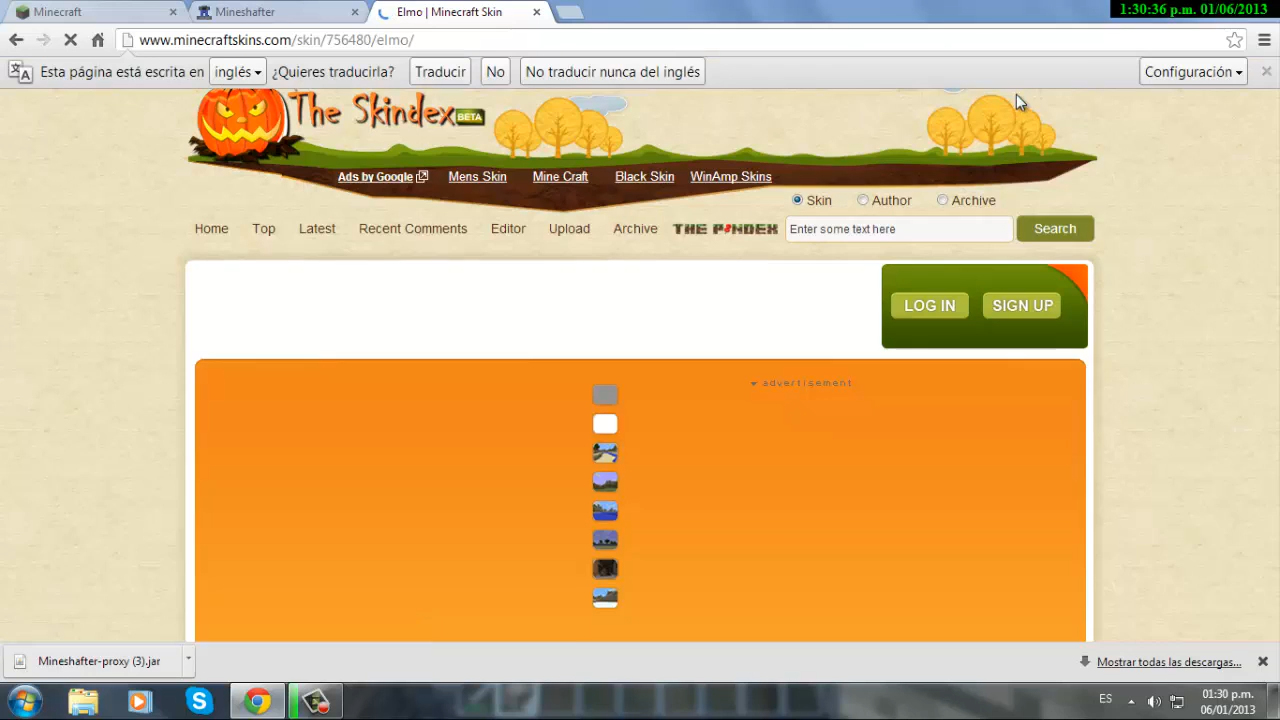 Minecraft
Mineshafter
Elmo | Minecraft Skin
1:30:36 p.m. 01/06/2013
www.minecraftskins.com/skin/756480/elmo/
Esta página está escrita en inglés ¿Quieres traducirla? Traducir No No traducir nunca del inglés Configuración
The Skindex BETA
Ads by Google Mens Skin Mine Craft Black Skin WinAmp Skins
Skin Author Archive
Home Top Latest Recent Comments Editor Upload Archive THE PINDEX Enter some text here Search
LOG IN SIGN UP
advertisement
Mineshafter-proxy (3).jar
Mostrar todas las descargas...
ES
01:30 p.m.
06/01/2013